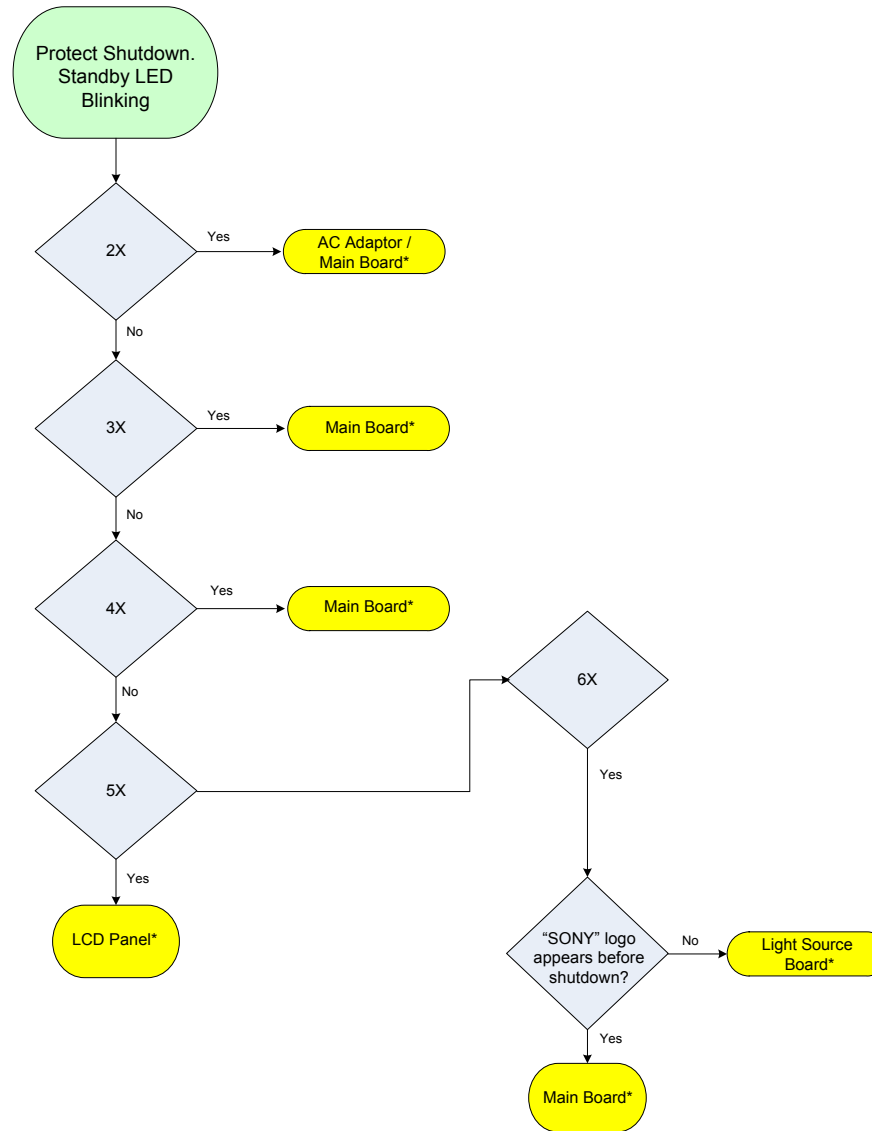 Protect Shutdown.
Standby LED
Blinking
2X
Yes
AC Adaptor /
Main Board*
No
3X
Yes
Main Board*
No
4X
Yes
Main Board*
No
5X
Yes
LCD Panel*
6X
Yes
“SONY” logo
appears before
shutdown?
No
Light Source
Board*
Yes
Main Board*